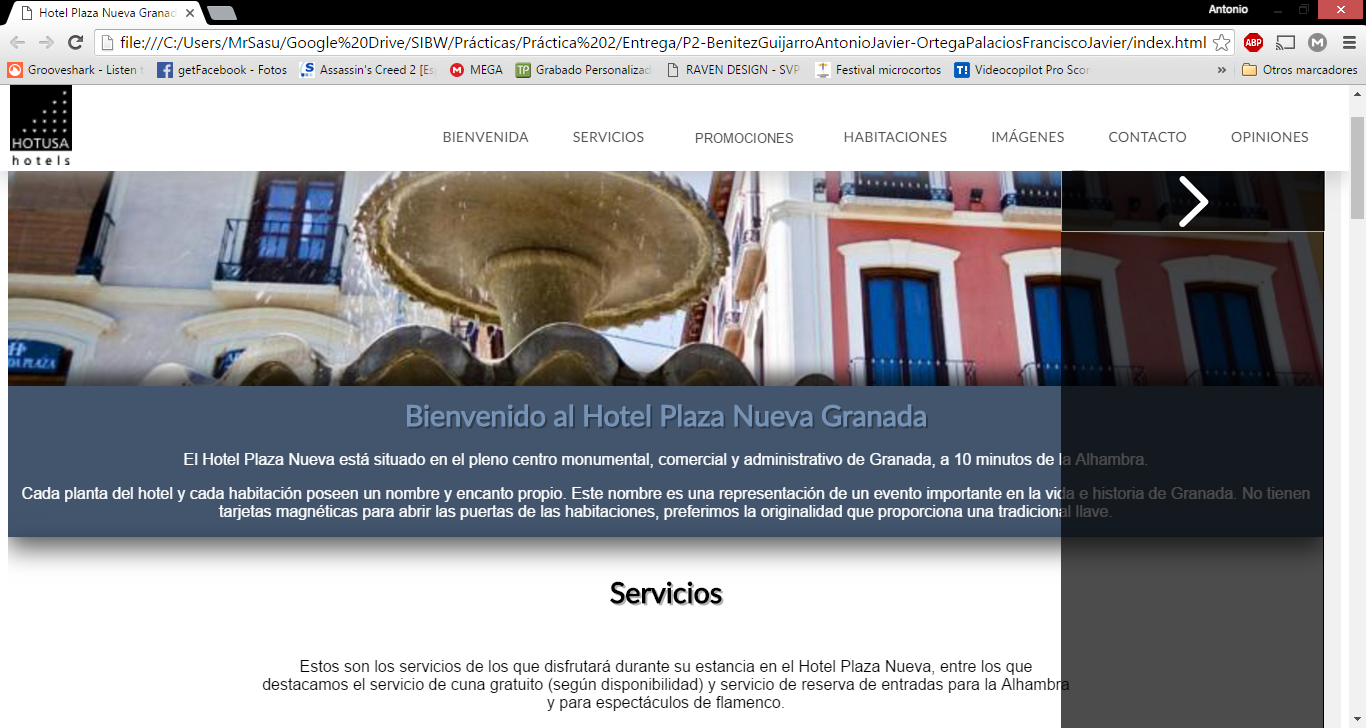 Hotel Plaza Nueva Granad
Antonio
file:///C:/Users/MrSasu/Google%20Drive/SIBW/Prácticas/Práctica%202/Entrega/P2-BenitezGuijarroAntonioJavier-OrtegaPalaciosFranciscoJavier/index.html
ABP
M
Grooveshark - Listen t
getFacebook - Fotos
Assassin's Creed 2 [Es
MEGA
TP Grabado Personalizad
RAVEN DESIGN - SVP
Festival microcortos
T! Videocopilot Pro Scor
»
Otros marcadores
HOTUSA
hotels
BIENVENIDA
SERVICIOS
PROMOCIONES
HABITACIONES
IMÁGENES
CONTACTO
OPINIONES
Bienvenido al Hotel Plaza Nueva Granada
El Hotel Plaza Nueva está situado en el pleno centro monumental, comercial y administrativo de Granada, a 10 minutos de la Alhambra.
Cada planta del hotel y cada habitación poseen un nombre y encanto propio. Este nombre es una representación de un evento importante en la vida e historia de Granada. No tienen
tarjetas magnéticas para abrir las puertas de las habitaciones, preferimos la originalidad que proporciona una tradicional llave.
Servicios
Estos son los servicios de los que disfrutará durante su estancia en el Hotel Plaza Nueva, entre los que
destacamos el servicio de cuna gratuito (según disponibilidad) y servicio de reserva de entradas para la Alhambra
y para espectáculos de flamenco.